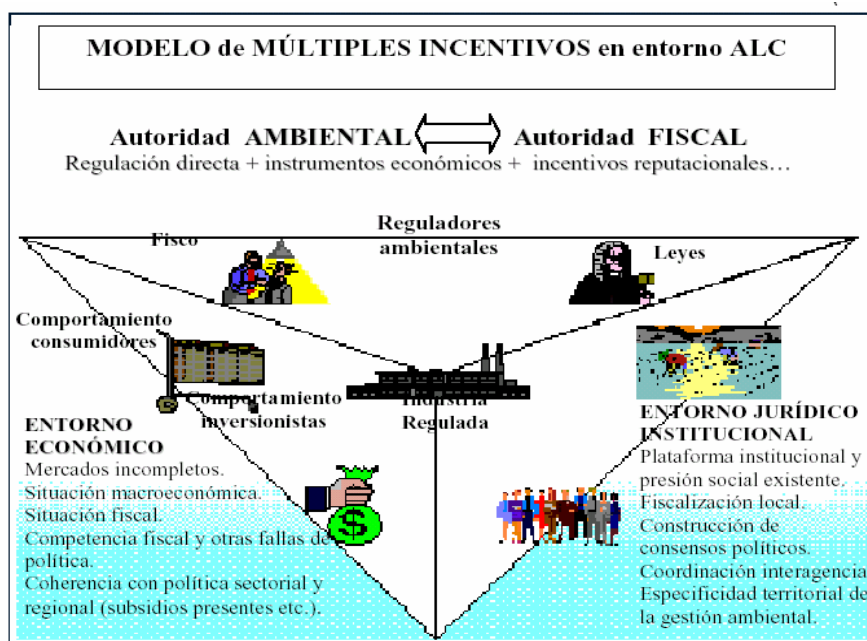 MODELO de MÚLTIPLES INCENTIVOS en entorno ALC
Autoridad AMBIENTAL
Autoridad FISCAL
Regulación directa + instrumentos económicos + incentivos reputacionales…
Reguladores
ambientales
Fisco
Leyes
Comportamiento
consumidores
Comportamiento
inversionistas
Industria
Regulada
ENTORNO
ECONÓMICO
Mercados incompletos.
Situación macroeconómica.
Situación fiscal.
Competencia fiscal y otras fallas de
política.
Coherencia con política sectorial y
regional (subsidios presentes etc.).
ENTORNO JURÍDICO
INSTITUCIONAL
Plataforma institucional y
presión social existente.
Fiscalización local.
Construcción de
consensos políticos.
Coordinación interagencia
Especificidad territorial de
la gestión ambiental.
$